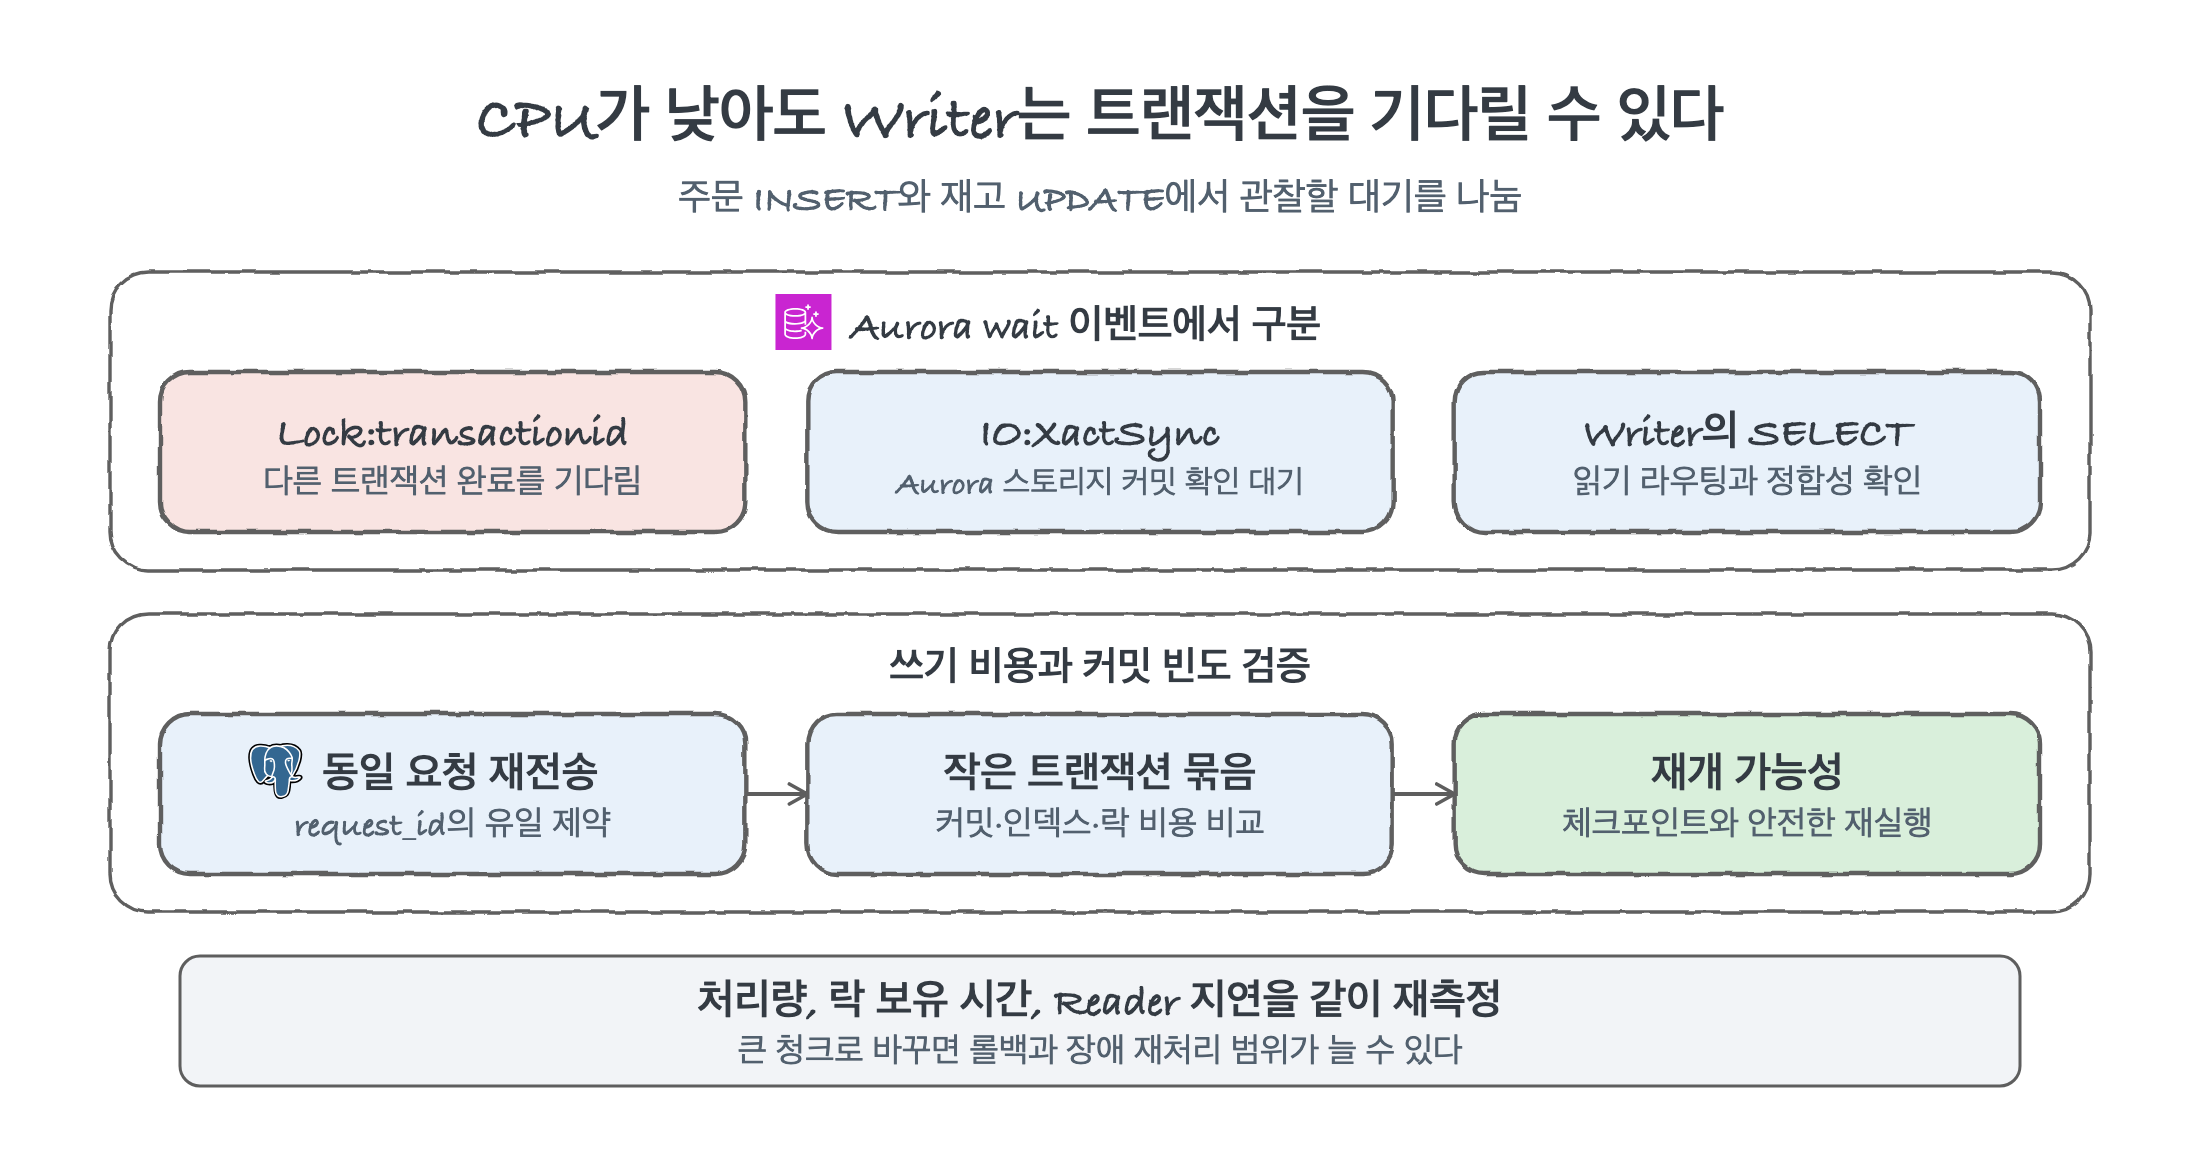 CPU가 낮아도 Writer는 트랜잭션을 기다릴 수 있다
주문 INSERT와 재고 UPDATE에서 관찰할 대기를 나눔
Aurora wait 이벤트에서 구분
Lock:transactionid
다른 트랜잭션 완료를 기다림
IO:XactSync
Aurora 스토리지 커밋 확인 대기
Writer의 SELECT
읽기 라우팅과 정합성 확인
쓰기 비용과 커밋 빈도 검증
동일 요청 재전송
request_id의 유일 제약
작은 트랜잭션 묶음
커밋·인덱스·락 비용 비교
재개 가능성
체크포인트와 안전한 재실행
처리량, 락 보유 시간, Reader 지연을 같이 재측정
큰 청크로 바꾸면 롤백과 장애 재처리 범위가 늘 수 있다